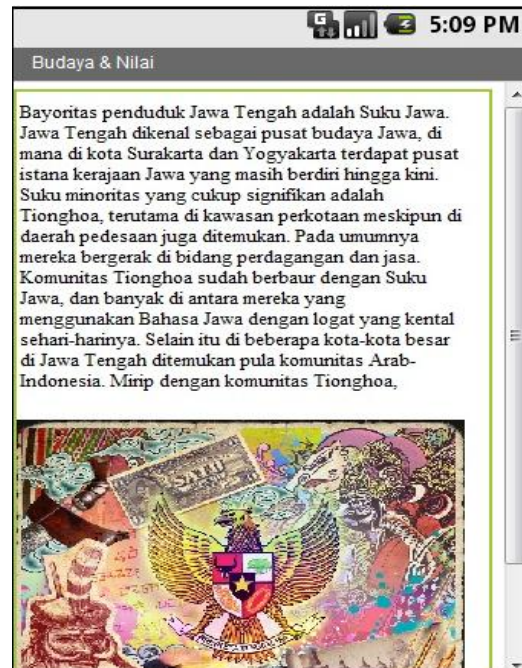 5:09 PM
Budaya & Nilai
Bayoritas penduduk Jawa Tengah adalah Suku Jawa.
Jawa Tengah dikenal sebagai pusat budaya Jawa, di
mana di kota Surakarta dan Yogyakarta terdapat pusat
istana kerajaan Jawa yang masih berdiri hingga kini.
Suku minoritas yang cukup signifikan adalah
Tionghoa, terutama di kawasan perkotaan meskipun di
daerah pedesaan juga ditemukan. Pada umumnya
mereka bergerak di bidang perdagangan dan jasa.
Komunitas Tionghoa sudah berbaur dengan Suku
Jawa, dan banyak di antara mereka yang
menggunakan Bahasa Jawa dengan logat yang kental
sehari-harinya. Selain itu di beberapa kota-kota besar
di Jawa Tengah ditemukan pula komunitas Arab-
Indonesia. Mirip dengan komunitas Tionghoa,
SATU